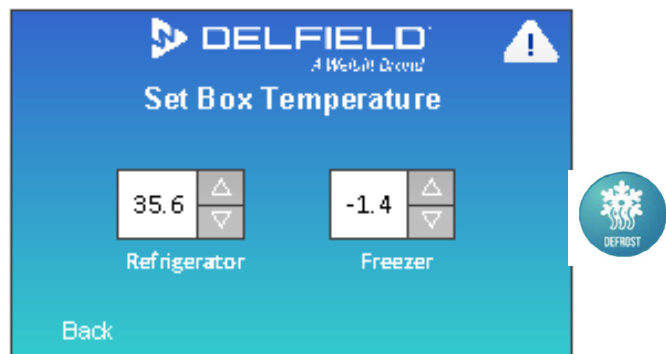 DELFIELD
A Welbilt Brand
Set Box Temperature
35.6
-1.4
Refrigerator
Freezer
DEFROST
Back